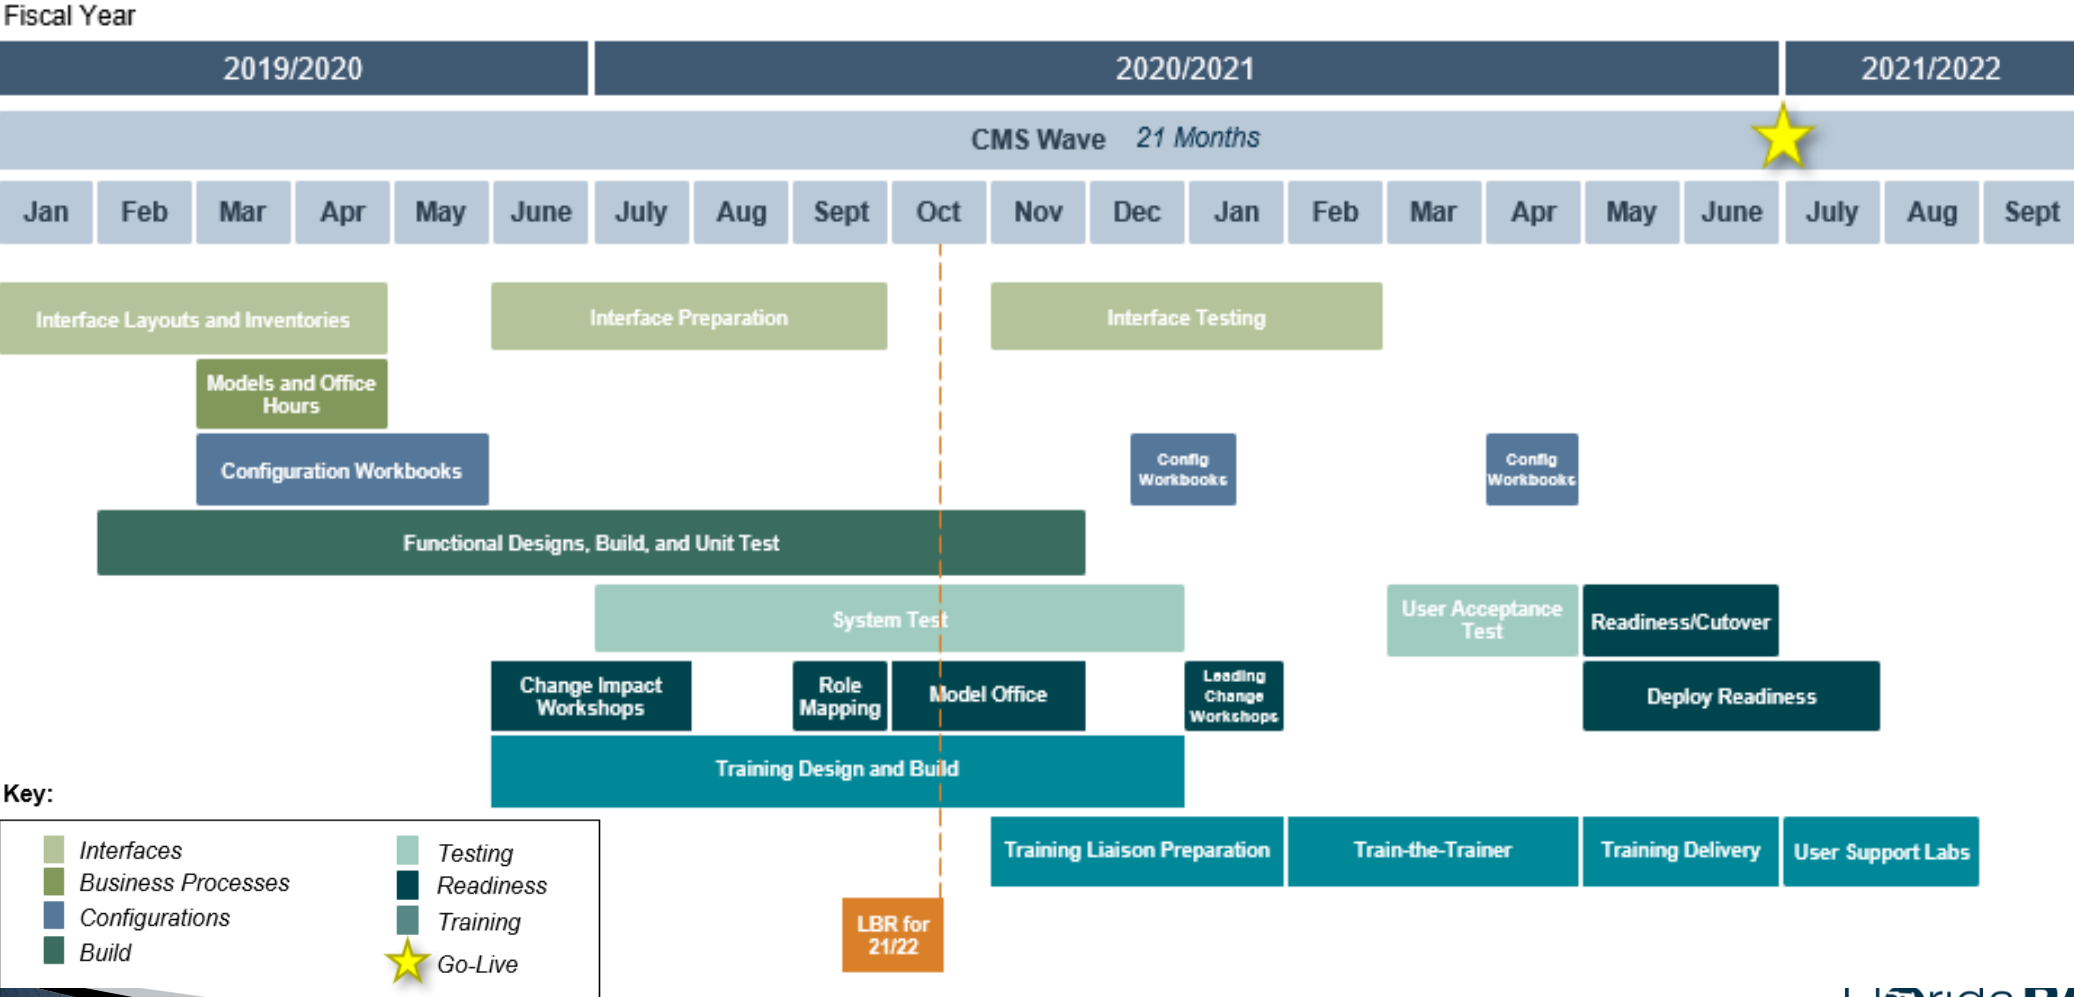 Fiscal Year
2019/2020 2020/2021 2021/2022
CMS Wave 21 Months
Jan Feb Mar Apr May June July Aug Sept Oct Nov Dec Jan Feb Mar Apr May June July Aug Sept
Interface Layouts and Inventories
Interface Preparation
Interface Testing
Models and Office
Hours
Configuration Workbooks
Config
Workbooks
Config
Workbooks
Functional Designs, Build, and Unit Test
System Test
User Acceptance
Test
Readiness/Cutover
Change Impact
Workshops
Role
Mapping
Model Office
Leading
Change
Workshops
Deploy Readiness
Training Design and Build
Training Liaison Preparation
Train-the-Trainer
Training Delivery
User Support Labs
LBR for
21/22
Key:
Interfaces
Business Processes
Configurations
Build
Testing
Readiness
Training
Go-Live